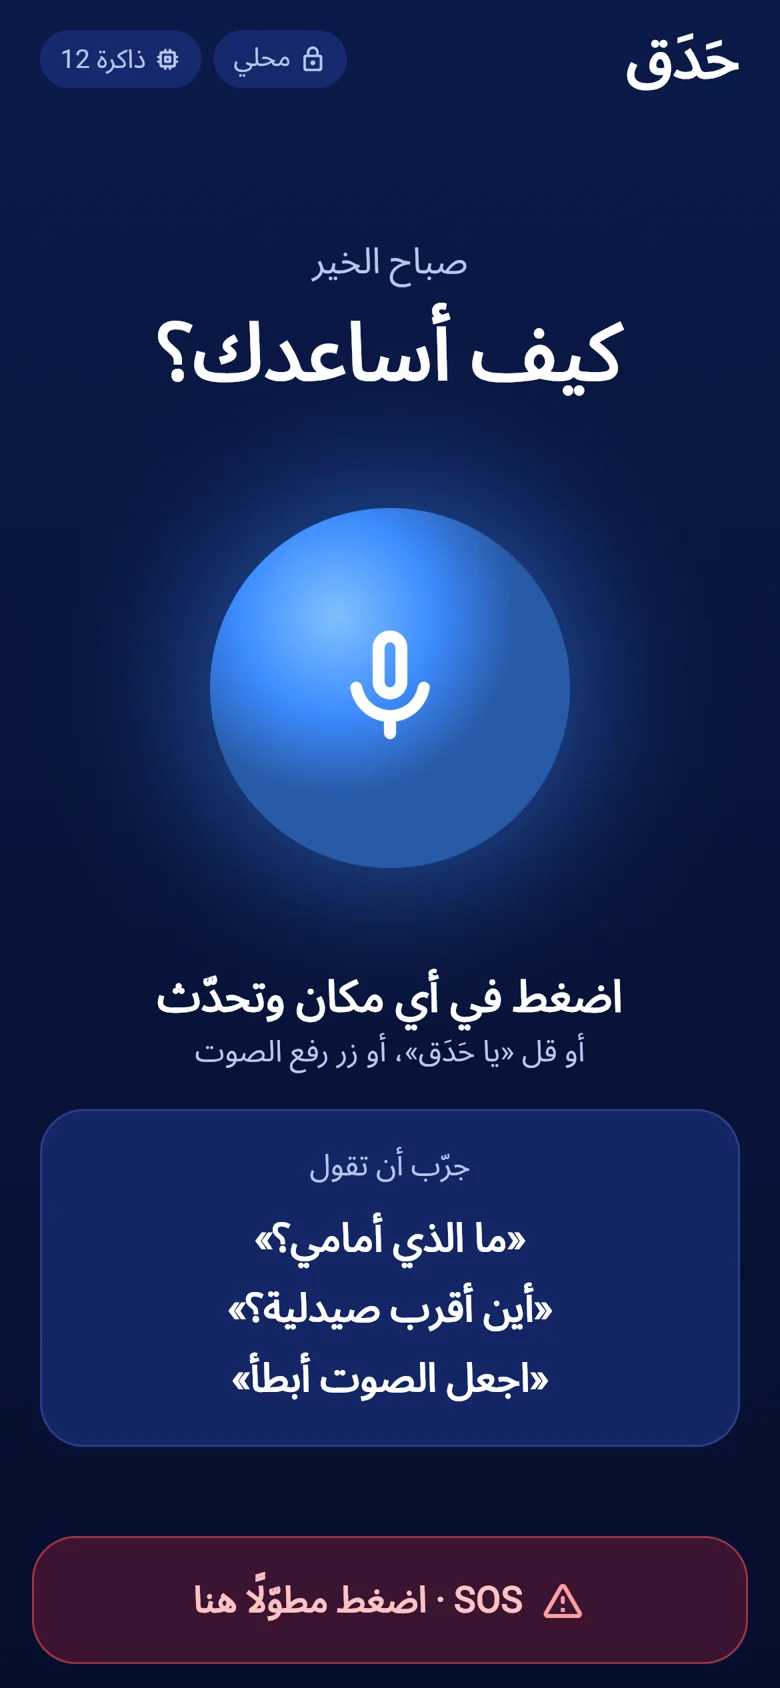 حَدَق
محلي
ذاكرة 12
صباح الخير
كيف أساعدك؟
اضغط في أي مكان وتحدّث
أو قل «يا حَدَق»، أو زر رفع الصوت
جرّب أن تقول
«ما الذي أمامي؟»
«أين أقرب صيدلية؟»
«اجعل الصوت أبطأ»
SOS · اضغط مطوّلًا هنا